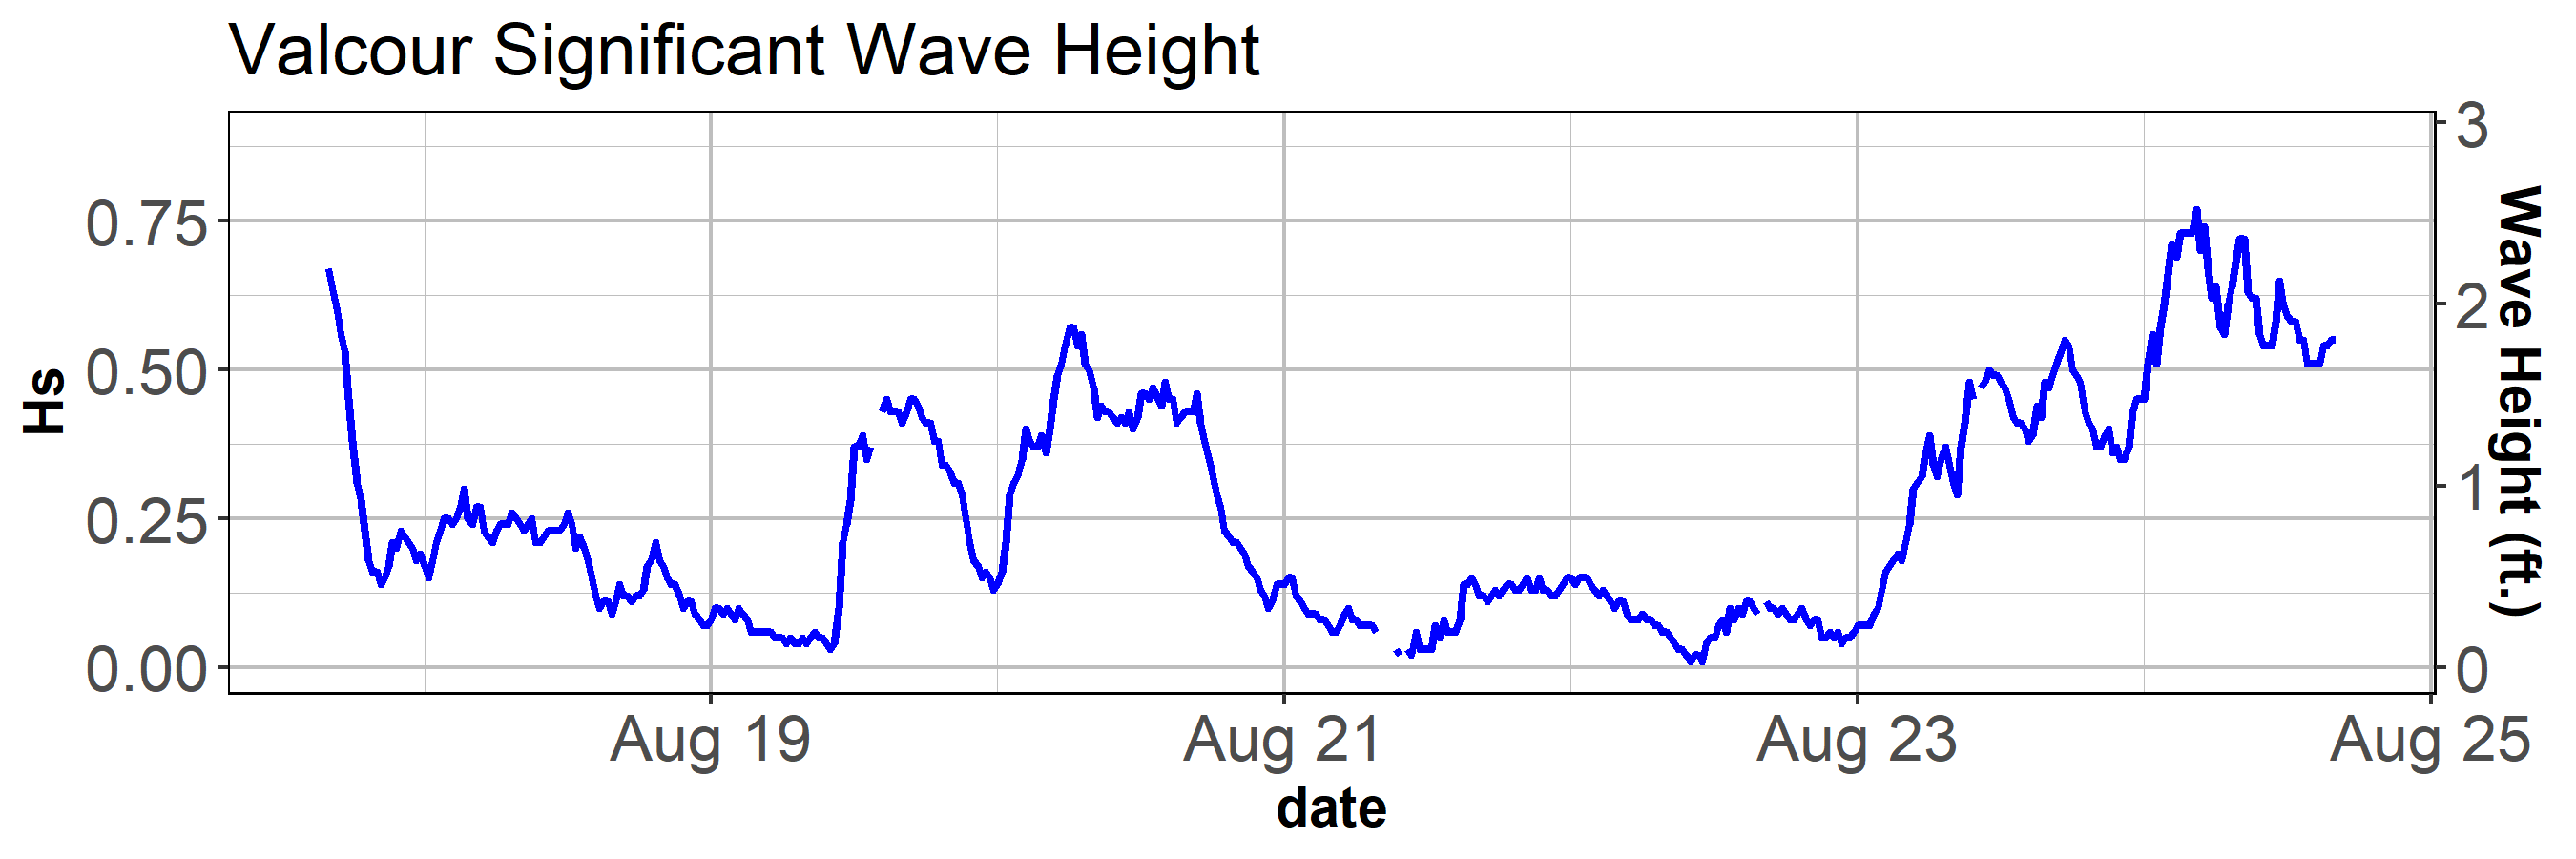 Valcour Significant Wave Height
Hs
0.75
0.50
0.25
0.00
3
2
1
0
Wave Height (ft.)
Aug 19
Aug 21
Aug 23
Aug 25
date